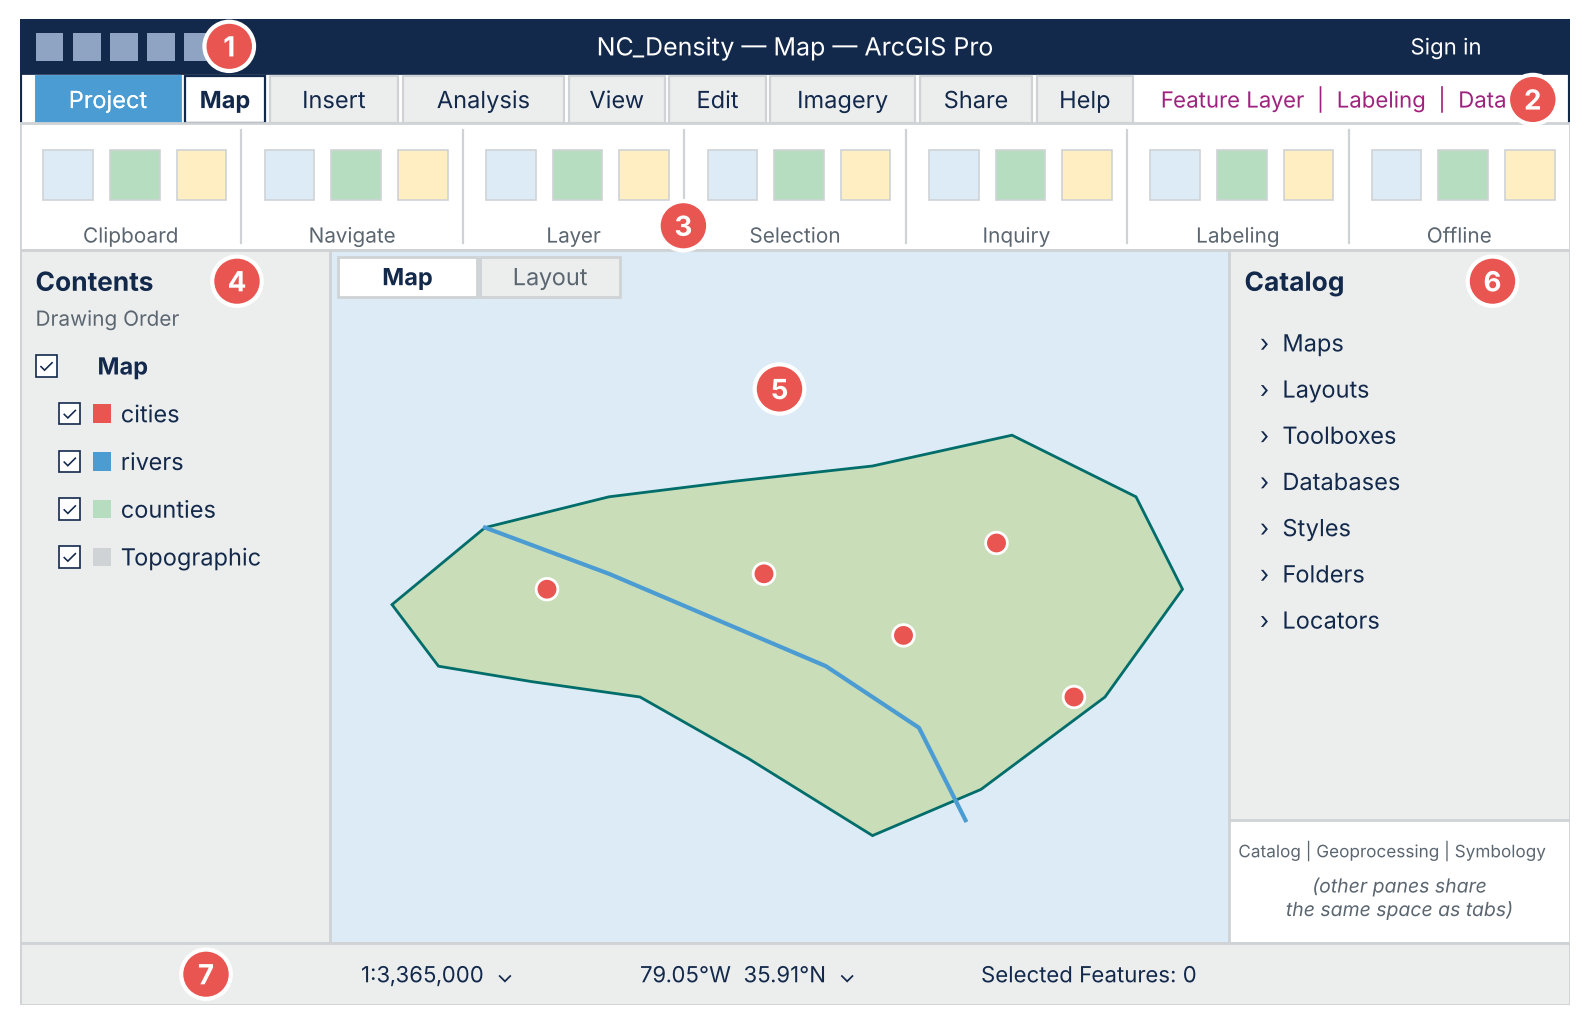 1 NC_Density — Map — ArcGIS Pro Sign in
Project Map Insert Analysis View Edit Imagery Share Help Feature Layer | Labeling | Data 2
Clipboard Navigate Layer 3 Selection Inquiry Labeling Offline
Contents 4
Drawing Order
Map
cities
rivers
counties
Topographic
Map Layout
5
Catalog 6
› Maps
› Layouts
› Toolboxes
› Databases
› Styles
› Folders
› Locators
Catalog | Geoprocessing | Symbology
(other panes share
the same space as tabs)
7 1:3,365,000 79.05°W 35.91°N Selected Features: 0